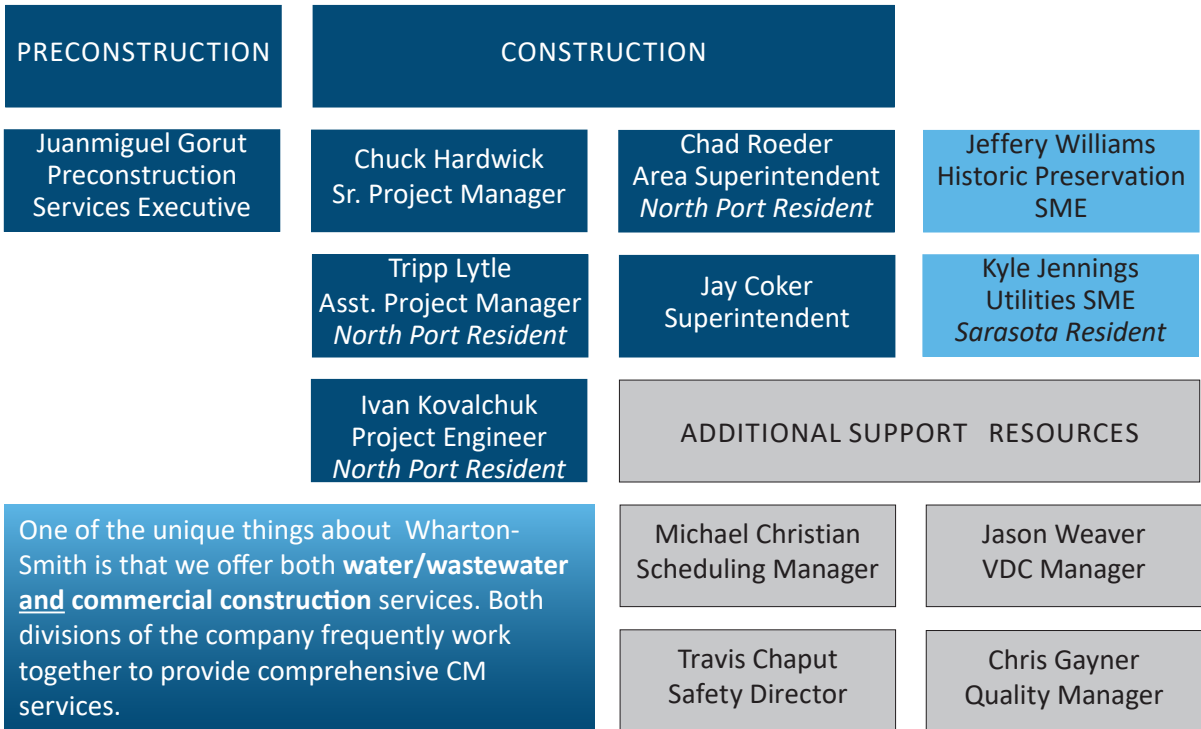 PRECONSTRUCTION
CONSTRUCTION
Juanmiguel Gorut
Preconstruction
Services Executive
Chuck Hardwick
Sr. Project Manager
Chad Roeder
Area Superintendent
North Port Resident
Jeffery Williams
Historic Preservation
SME
Tripp Lytle
Asst. Project Manager
North Port Resident
Jay Coker
Superintendent
Kyle Jennings
Utilities SME
Sarasota Resident
Ivan Kovalchuk
Project Engineer
North Port Resident
ADDITIONAL SUPPORT RESOURCES
One of the unique things about Wharton-
Smith is that we offer both water/wastewater
and commercial construction services. Both
divisions of the company frequently work
together to provide comprehensive CM
services.
Michael Christian
Scheduling Manager
Jason Weaver
VDC Manager
Travis Chaput
Safety Director
Chris Gayner
Quality Manager